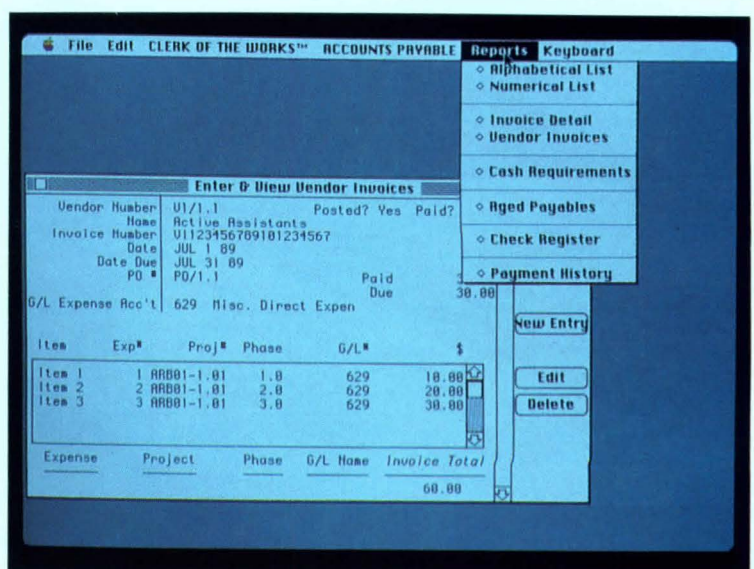 File Edit CLERK OF THE WORKS™ ACCOUNTS PAYABLE Reports Keyboard
◇ Alphabetical List
◇ Numerical List
◇ Invoice Detail
◇ Vendor Invoices
◇ Cash Requirements
◇ Aged Payables
◇ Check Register
◇ Payment History
Enter & View Vendor Invoices
Vendor Number V1/1.1 Posted? Yes Paid?
Name Active Assistants
Invoice Number VI123456789101234567
Date JUL 1 89
Date Due JUL 31 89
PO # PO/1.1 Paid
Due 30.00
G/L Expense Acc't 629 Misc. Direct Expen
New Entry
Item Exp# Proj# Phase G/L# $
Item 1 1 ARB01-1.01 1.0 629 10.00
Item 2 2 ARB01-1.01 2.0 629 20.00
Item 3 3 ARB01-1.01 3.0 629 30.00
Edit
Delete
Expense Project Phase G/L Name Invoice Total
60.00